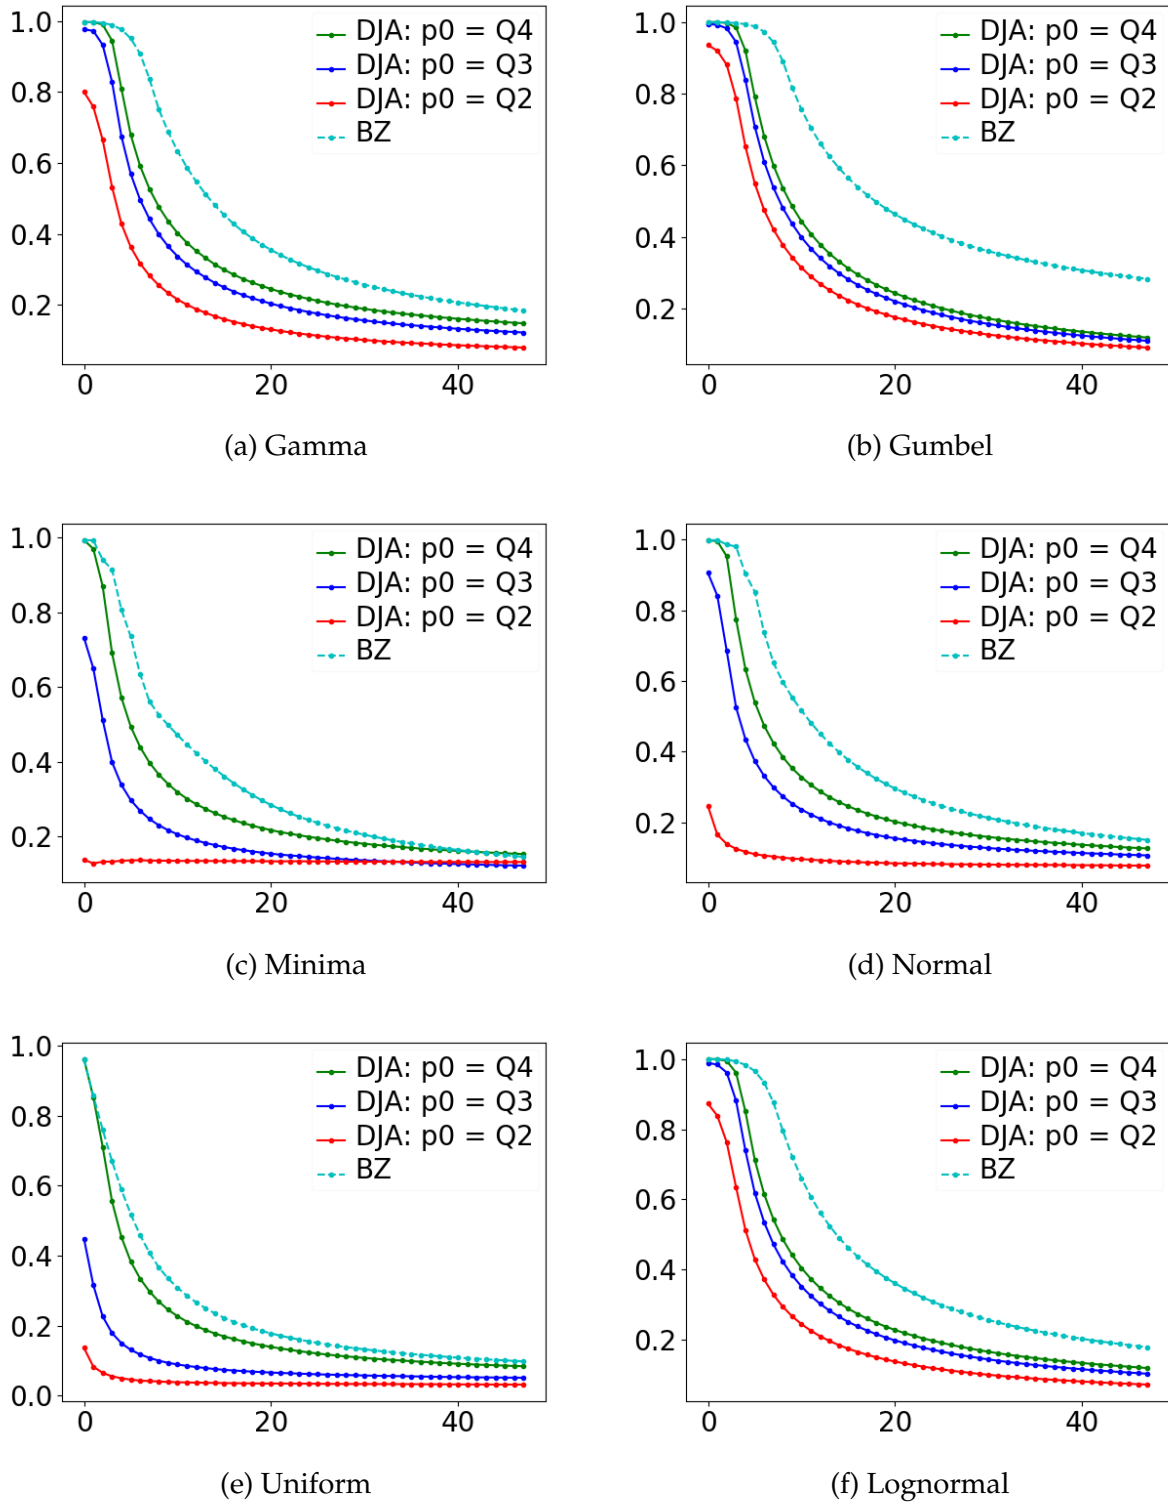 1.0
0.8
0.6
0.4
0.2
0
20
40
DJA: p0 = Q4
DJA: p0 = Q3
DJA: p0 = Q2
BZ
(a) Gamma
1.0
0.8
0.6
0.4
0.2
0
20
40
DJA: p0 = Q4
DJA: p0 = Q3
DJA: p0 = Q2
BZ
(b) Gumbel
1.0
0.8
0.6
0.4
0.2
0
20
40
DJA: p0 = Q4
DJA: p0 = Q3
DJA: p0 = Q2
BZ
(c) Minima
1.0
0.8
0.6
0.4
0.2
0
20
40
DJA: p0 = Q4
DJA: p0 = Q3
DJA: p0 = Q2
BZ
(d) Normal
1.0
0.8
0.6
0.4
0.2
0.0
0
20
40
DJA: p0 = Q4
DJA: p0 = Q3
DJA: p0 = Q2
BZ
(e) Uniform
1.0
0.8
0.6
0.4
0.2
0
20
40
DJA: p0 = Q4
DJA: p0 = Q3
DJA: p0 = Q2
BZ
(f) Lognormal